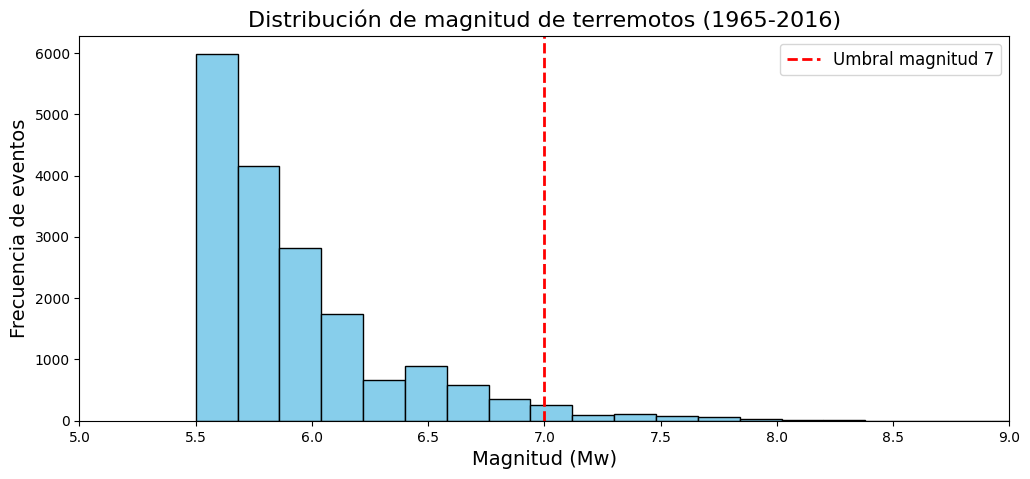 Distribución de magnitud de terremotos (1965-2016)
Umbral magnitud 7
Frecuencia de eventos
6000
5000
4000
3000
2000
1000
0
5.0 5.5 6.0 6.5 7.0 7.5 8.0 8.5 9.0
Magnitud (Mw)